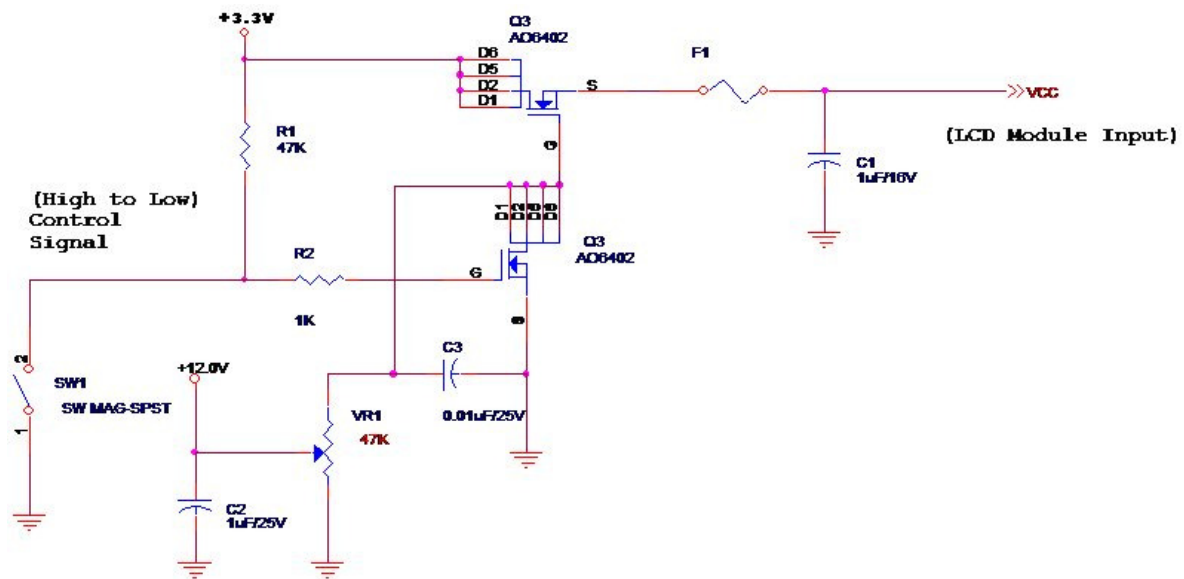 +3.3V
Q3
AO6402
F1
D6
D5
D2
D1
S
VCC
(LCD Module Input)
R1
47K
G
C1
1uF/16V
(High to Low)
Control
Signal
D1
D2
Q3
AO6402
R2
G
1K
S
C3
2
+12.0V
SW1
SW MAG-SPST
VR1
0.01uF/25V
47K
1
C2
1uF/25V